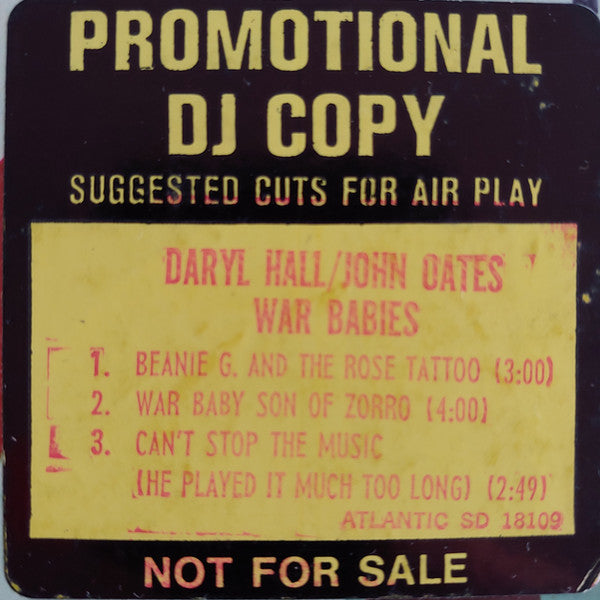 PROMOTIONAL
DJ COPY
SUGGESTED CUTS FOR AIR PLAY
DARYL HALL/JOHN OATES
WAR BABIES
1. BEANIE G. AND THE ROSE TATTOO (3:00)
2. WAR BABY SON OF ZORRO (4:00)
3. CAN'T STOP THE MUSIC
(HE PLAYED IT MUCH TOO LONG) (2:49)
ATLANTIC SD 18109
NOT FOR SALE